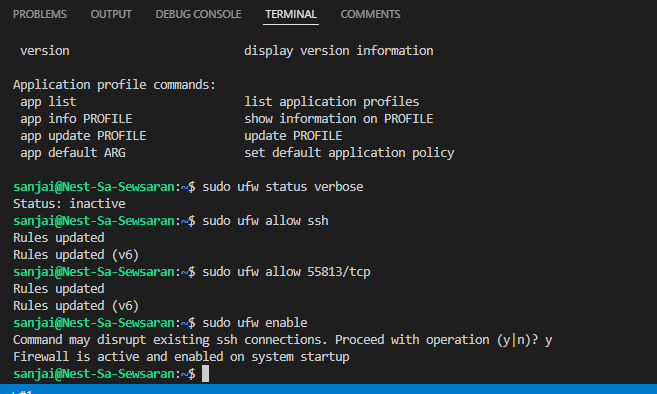 PROBLEMS OUTPUT DEBUG CONSOLE TERMINAL COMMENTS
version display version information
Application profile commands:
app list list application profiles
app info PROFILE show information on PROFILE
app update PROFILE update PROFILE
app default ARG set default application policy
sanjai@Nest-Sa-Sewsaran:~$ sudo ufw status verbose
Status: inactive
sanjai@Nest-Sa-Sewsaran:~$ sudo ufw allow ssh
Rules updated
Rules updated (v6)
sanjai@Nest-Sa-Sewsaran:~$ sudo ufw allow 55813/tcp
Rules updated
Rules updated (v6)
sanjai@Nest-Sa-Sewsaran:~$ sudo ufw enable
Command may disrupt existing ssh connections. Proceed with operation (y|n)? y
Firewall is active and enabled on system startup
sanjai@Nest-Sa-Sewsaran:~$